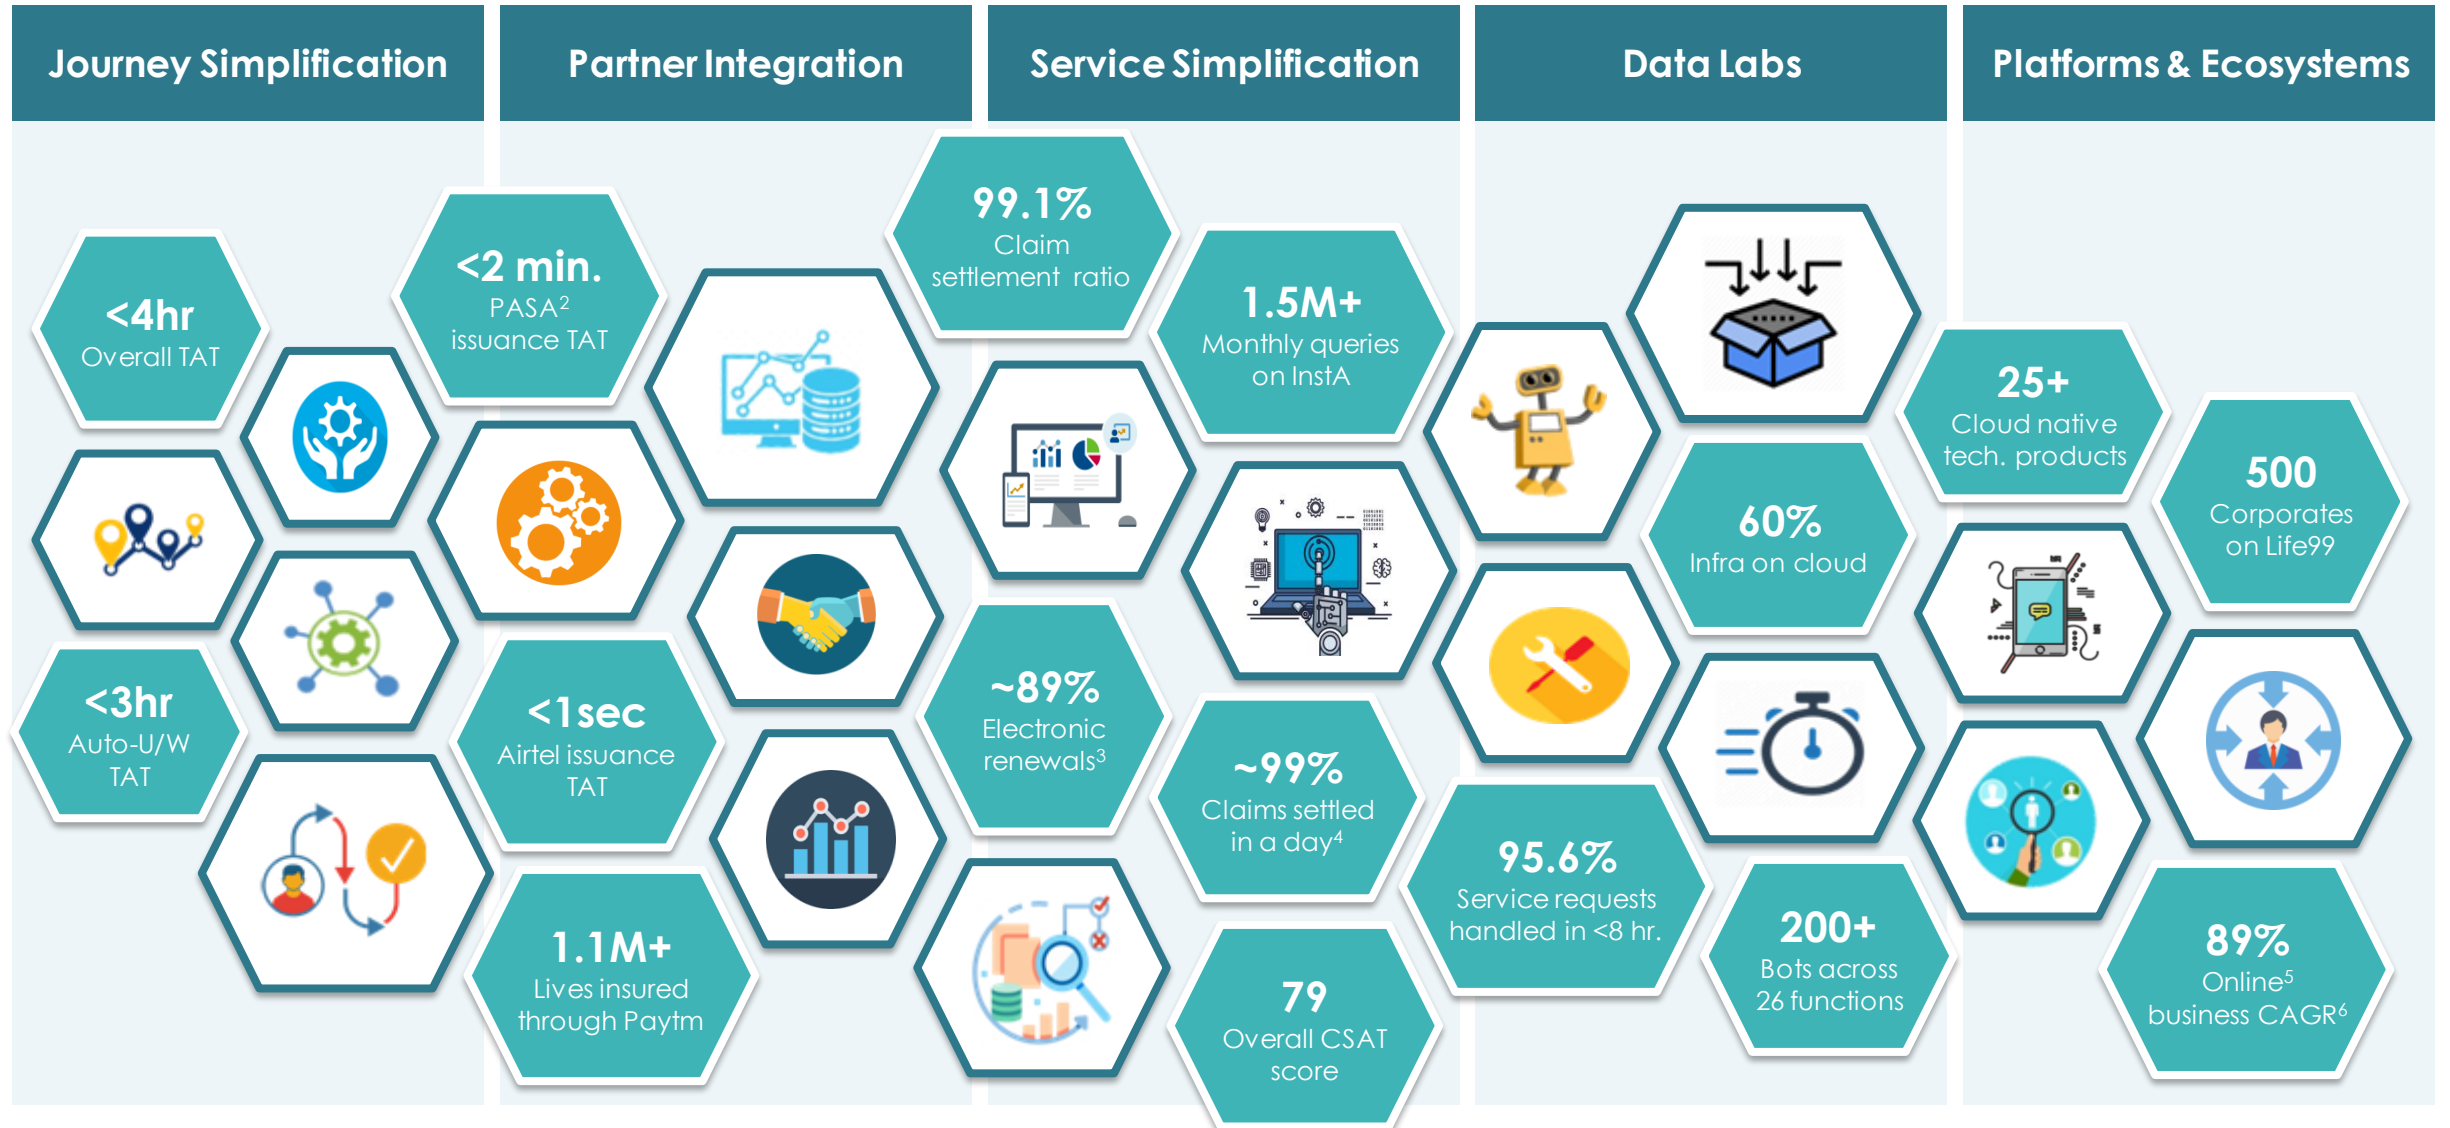 Journey Simplification
Partner Integration
Service Simplification
Data Labs
Platforms & Ecosystems
<4hr
Overall TAT
<3hr
Auto-U/W
TAT
<2 min.
PASA²
issuance TAT
<1sec
Airtel issuance
TAT
1.1M+
Lives insured
through Paytm
99.1%
Claim
settlement ratio
1.5M+
Monthly queries
on InstA
~89%
Electronic
renewals³
~99%
Claims settled
in a day⁴
79
Overall CSAT
score
60%
Infra on cloud
95.6%
Service requests
handled in <8 hr.
200+
Bots across
26 functions
25+
Cloud native
tech. products
500
Corporates
on Life99
89%
Online⁵
business CAGR⁶